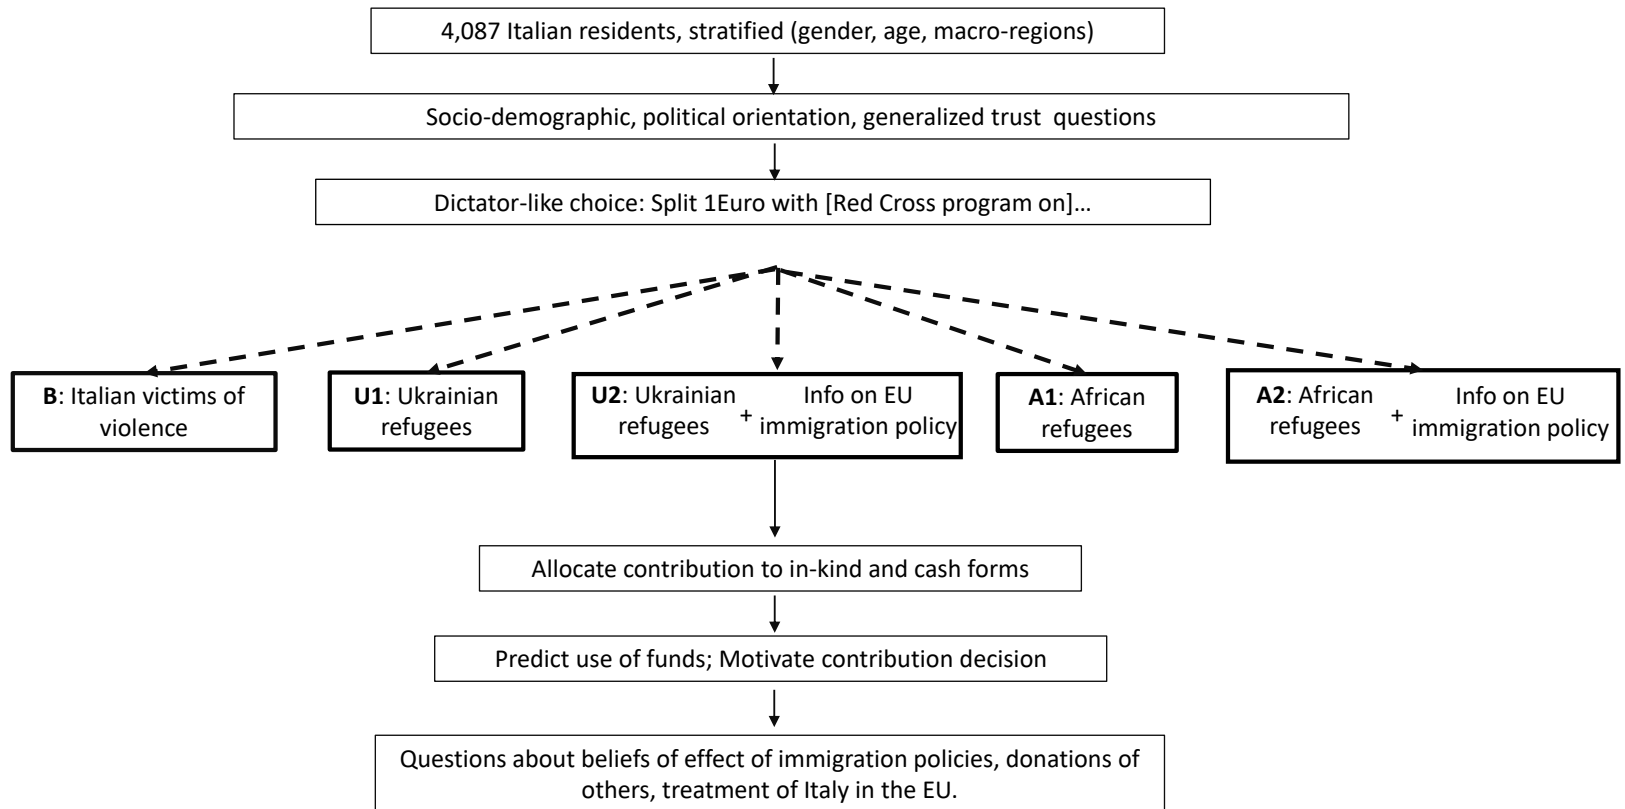 4,087 Italian residents, stratified (gender, age, macro-regions)
Socio-demographic, political orientation, generalized trust questions
Dictator-like choice: Split 1Euro with [Red Cross program on]...
B: Italian victims of
violence
U1: Ukrainian
refugees
U2: Ukrainian
refugees
+
Info on EU
immigration policy
A1: African
refugees
A2: African
refugees
+
Info on EU
immigration policy
Allocate contribution to in-kind and cash forms
Predict use of funds; Motivate contribution decision
Questions about beliefs of effect of immigration policies, donations of
others, treatment of Italy in the EU.